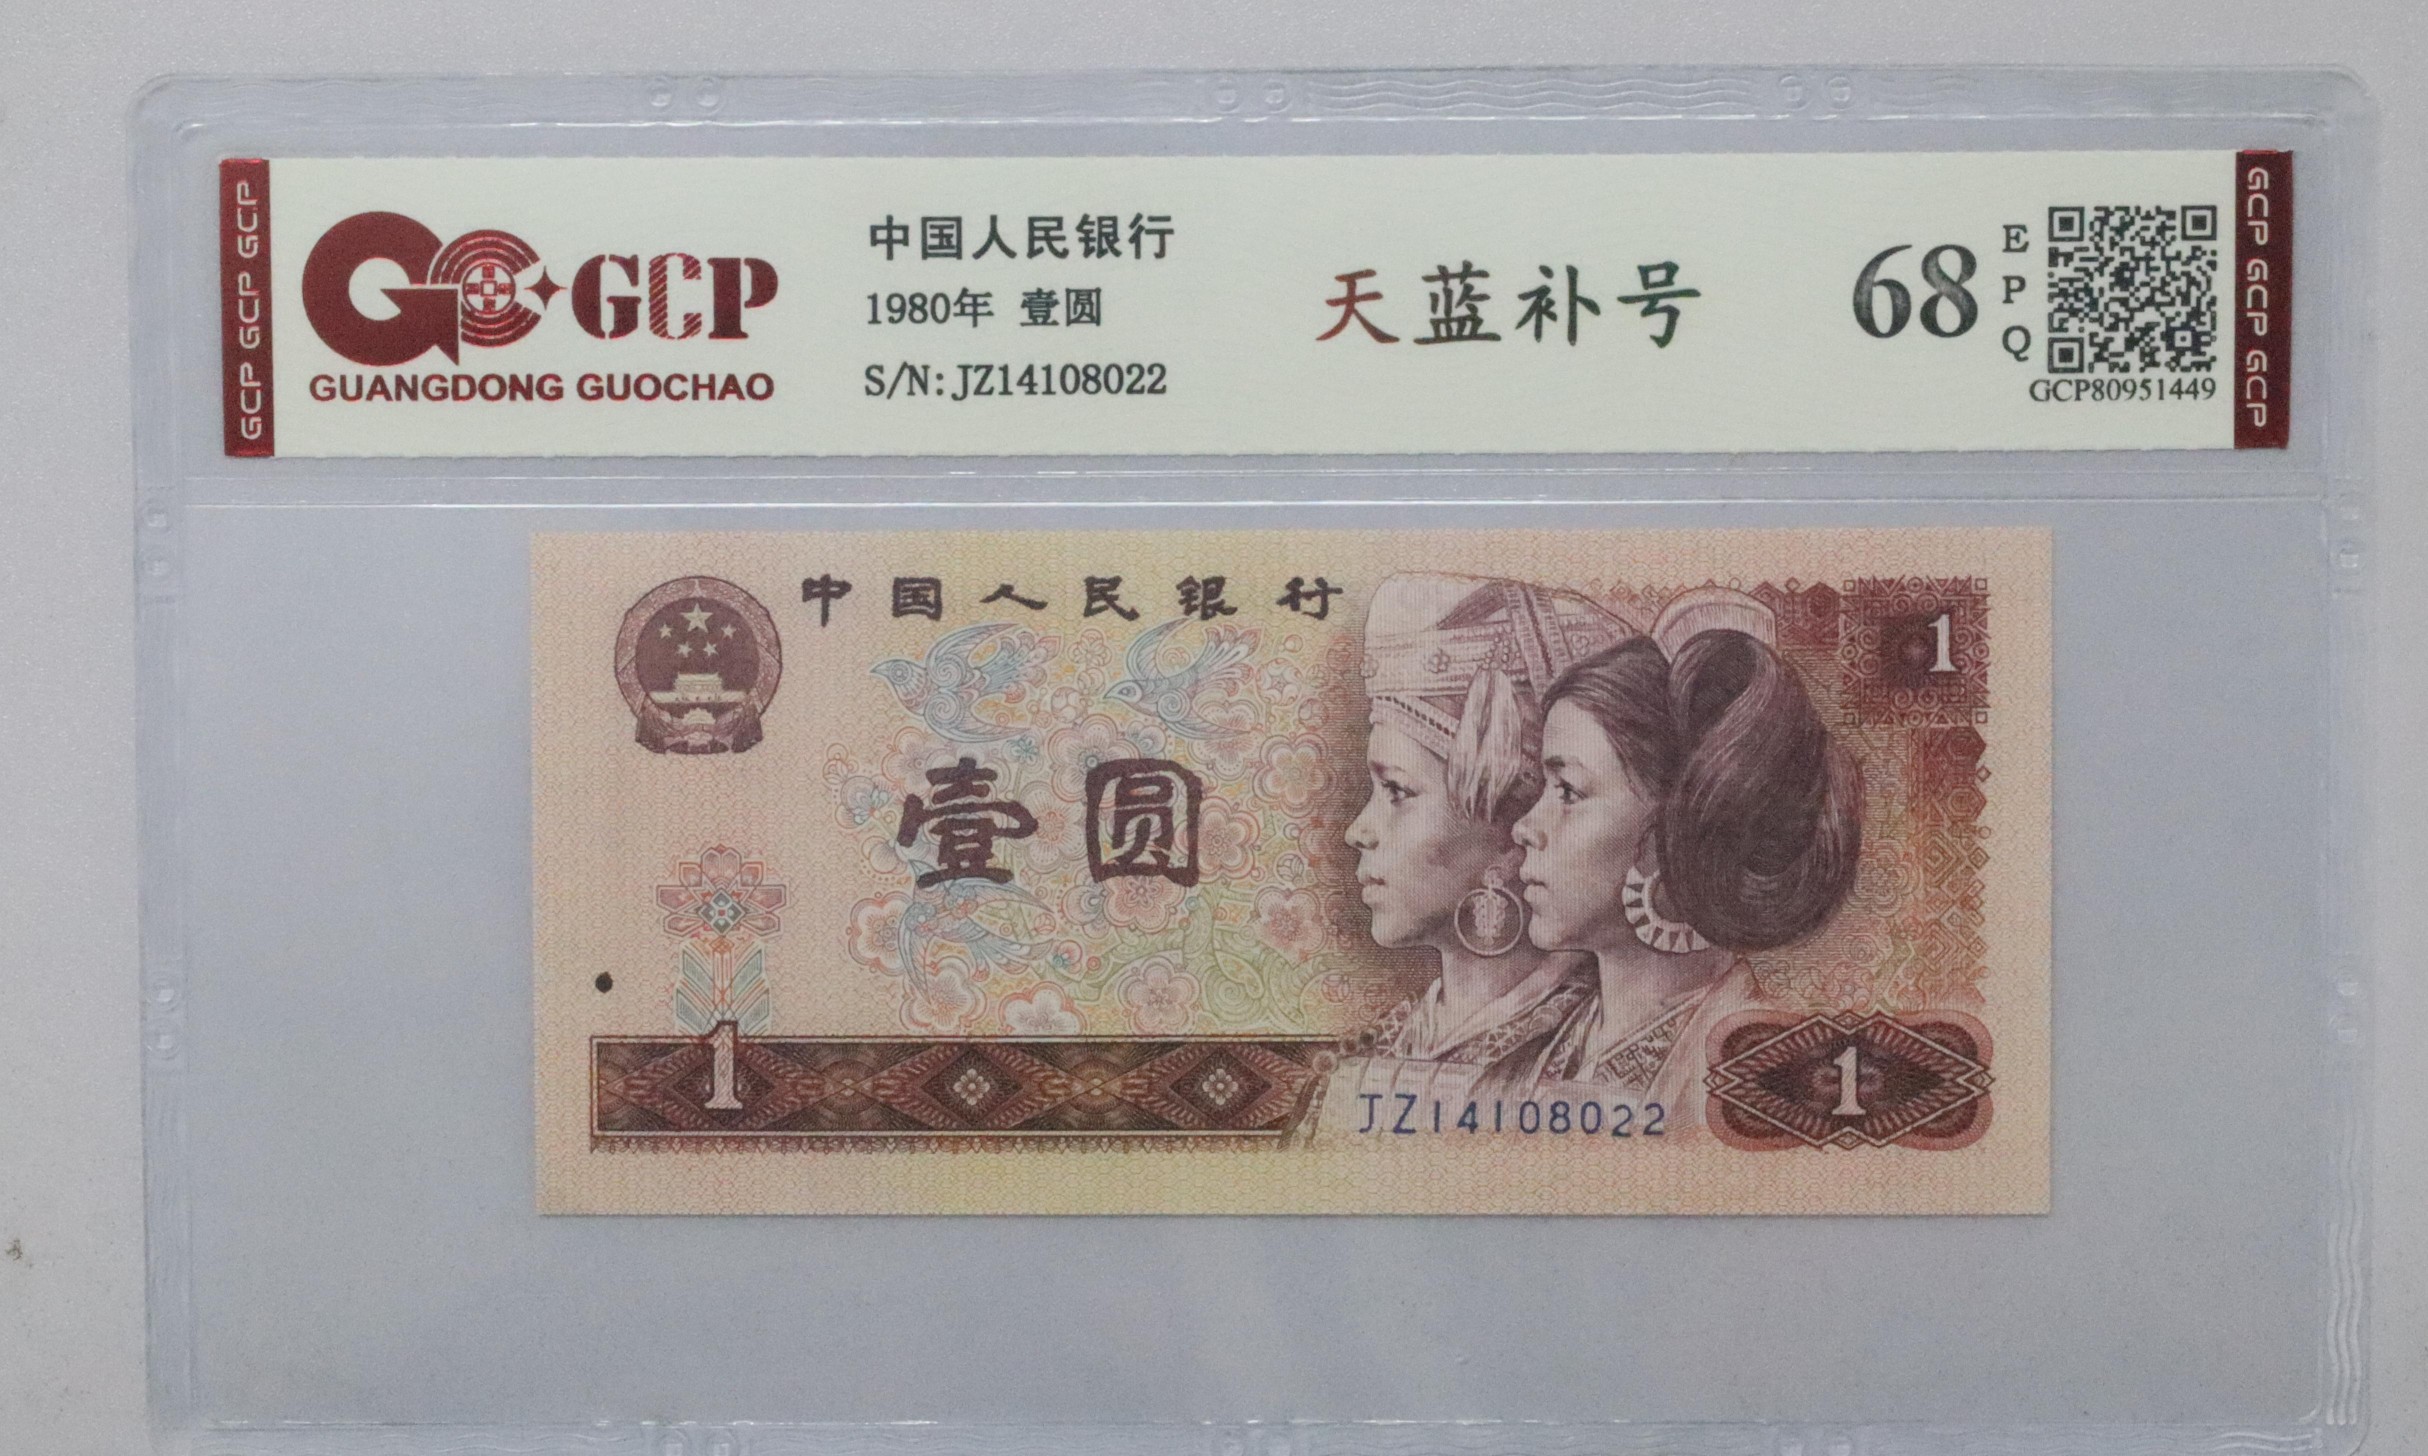 GCP GCP GCP
GCP
GUANGDONG GUOCHAO
中国人民银行
1980年 壹圆
S/N: JZ14108022
天蓝补号
68
E
P
Q
GCP80951449
GCP GCP GCP
中国人民银行
1
壹圆
1
1
JZ14108022